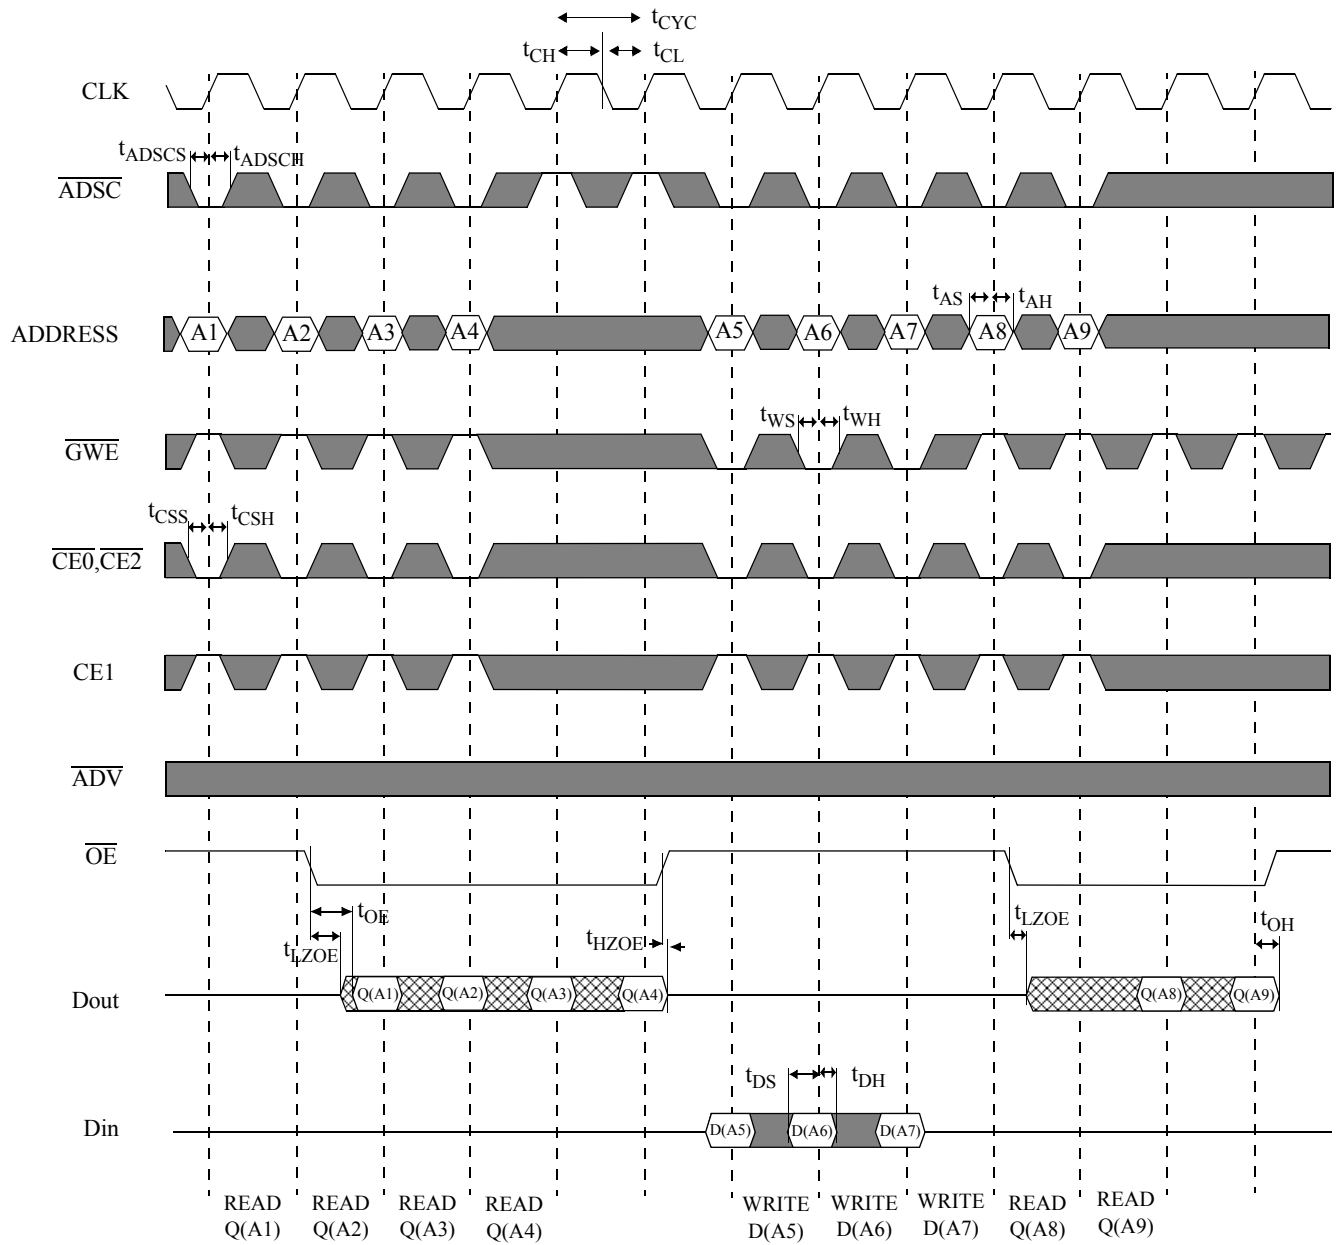 tCYC
tCH tCL
CLK
tADSCS tADSCH
ADSC
tAS tAH
ADDRESS A1 A2 A3 A4 A5 A6 A7 A8 A9
tWS tWH
GWE
tCSS tCSH
CE0,CE2
CE1
ADV
OE
tOE tLZOE
tLZOE tHZOE tOH
Dout Q(A1) Q(A2) Q(A3) Q(A4) Q(A8) Q(A9)
tDS tDH
Din D(A5) D(A6) D(A7)
READ READ READ READ WRITE WRITE WRITE READ READ
Q(A1) Q(A2) Q(A3) Q(A4) D(A5) D(A6) D(A7) Q(A8) Q(A9)